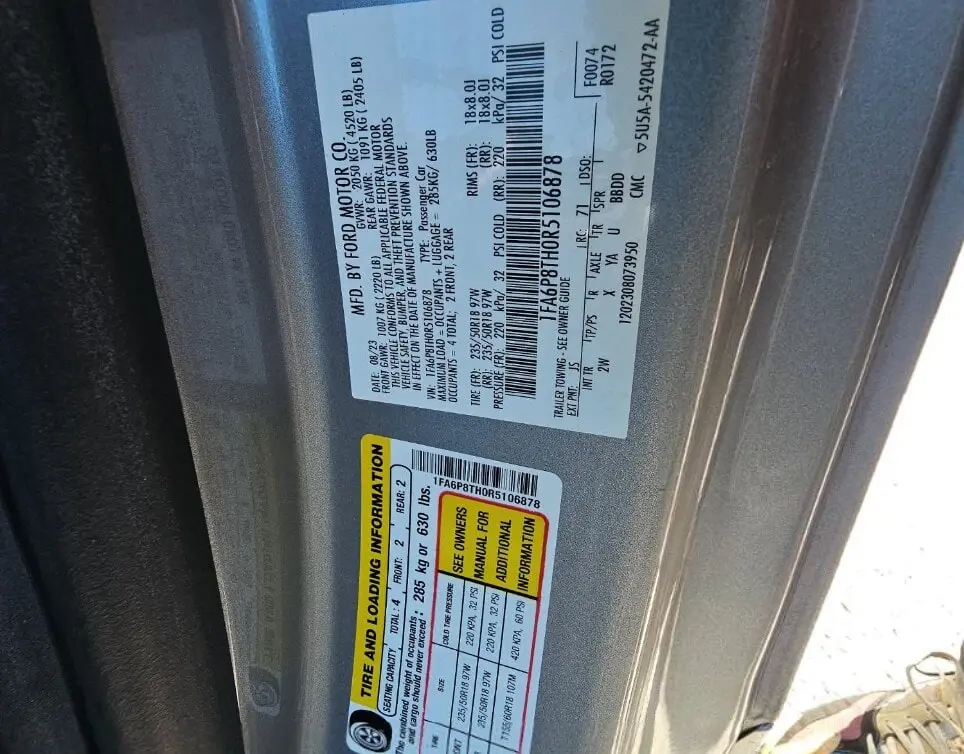 MFD. BY FORD MOTOR CO.
DATE: 08/23 GVWR: 2050 KG ( 4520 LB)
FRONT GAWR: 1007 KG ( 2220 LB) REAR GAWR: 1091 KG ( 2405 LB)
THIS VEHICLE CONFORMS TO ALL APPLICABLE FEDERAL MOTOR
VEHICLE SAFETY, BUMPER, AND THEFT PREVENTION STANDARDS
IN EFFECT ON THE DATE OF MANUFACTURE SHOWN ABOVE.
VIN: 1FA6P8TH0R5106878 TYPE: Passenger Car
MAXIMUM LOAD = OCCUPANTS + LUGGAGE = 285KG/ 630LB
OCCUPANTS = 4 TOTAL; 2 FRONT, 2 REAR
TIRE (FR): 235/50R18 97W RIMS (FR): 18x8.0J
(RR): 235/50R18 97W (RR): 18x8.0J
PRESSURE (FR): 220 kPa/ 32 PSI COLD (RR): 220 kPa/ 32 PSI COLD
1FA6P8TH0R5106878
TRAILER TOWING - SEE OWNER GUIDE
F0074
EXT PNT: JS RC: 71 DSO: R0172
INT TR TP/PS R AXLE TR SPR
2W X YA U BBDD
1202308073950 CMC
▽5U5A-5420472-AA
TIRE AND LOADING INFORMATION
SEATING CAPACITY TOTAL: 4 FRONT: 2 REAR: 2
The combined weight of occupants and cargo should never exceed: 285 kg or 630 lbs.
1FA6P8TH0R5106878
TIRE SIZE COLD TIRE PRESSURE
235/50R18 97W 220 KPA, 32 PSI
235/50R18 97W 220 KPA, 32 PSI
T155/60R18 107M 420 KPA, 60 PSI
SEE OWNERS
MANUAL FOR
ADDITIONAL
INFORMATION